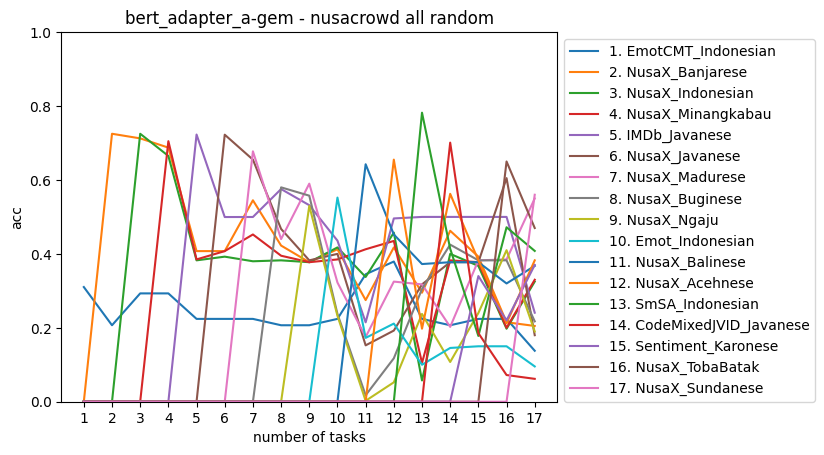 bert_adapter_a-gem - nusacrowd all random
1.0
0.8
0.6
0.4
0.2
0.0
acc
1 2 3 4 5 6 7 8 9 10 11 12 13 14 15 16 17
number of tasks
1. EmotCMT_Indonesian
2. NusaX_Banjarese
3. NusaX_Indonesian
4. NusaX_Minangkabau
5. IMDb_Javanese
6. NusaX_Javanese
7. NusaX_Madurese
8. NusaX_Buginese
9. NusaX_Ngaju
10. Emot_Indonesian
11. NusaX_Balinese
12. NusaX_Acehnese
13. SmSA_Indonesian
14. CodeMixedJVID_Javanese
15. Sentiment_Karonese
16. NusaX_TobaBatak
17. NusaX_Sundanese